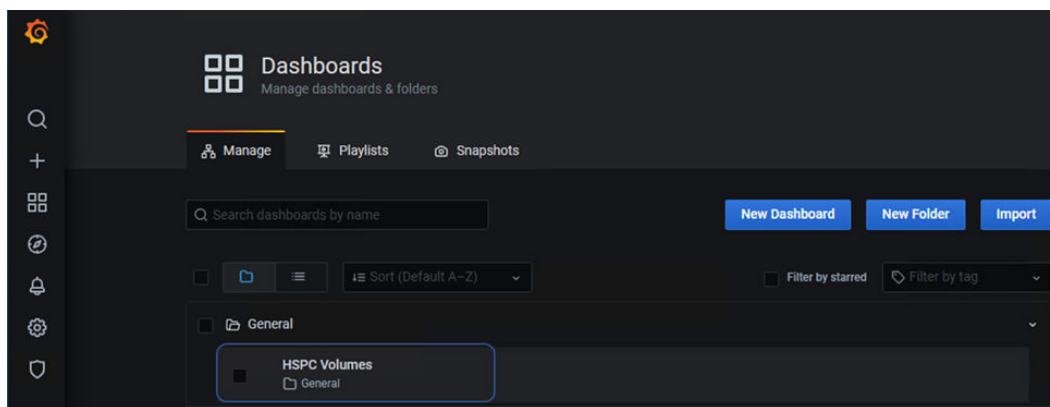 Dashboards
Manage dashboards & folders
Manage Playlists Snapshots
Search dashboards by name New Dashboard New Folder Import
Sort (Default A–Z) Filter by starred Filter by tag
General
HSPC Volumes
General